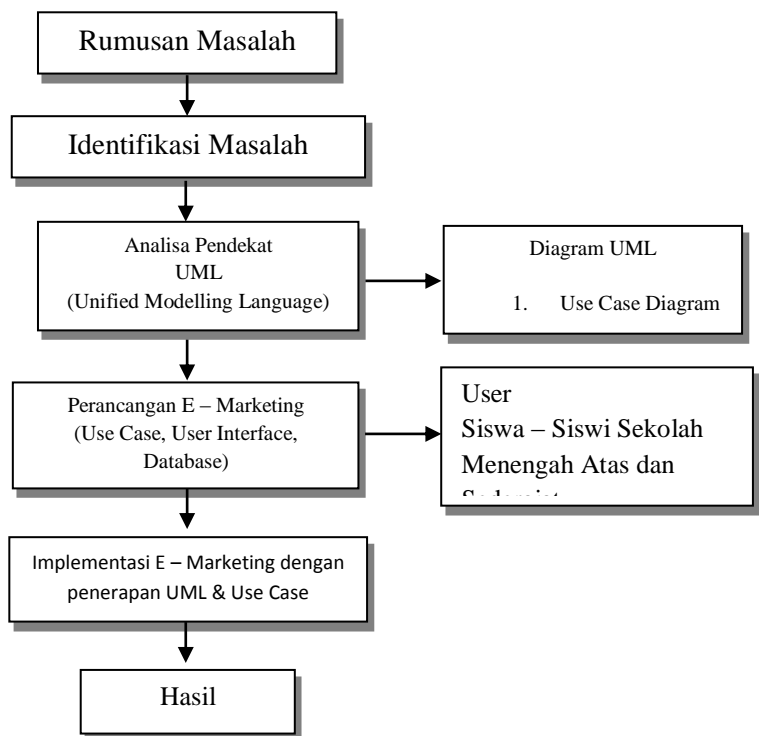 Rumusan Masalah
Identifikasi Masalah
Analisa Pendekat
UML
(Unified Modelling Language)
Diagram UML
1. Use Case Diagram
Perancangan E – Marketing
(Use Case, User Interface,
Database)
User
Siswa – Siswi Sekolah
Menengah Atas dan
Implementasi E – Marketing dengan
penerapan UML & Use Case
Hasil